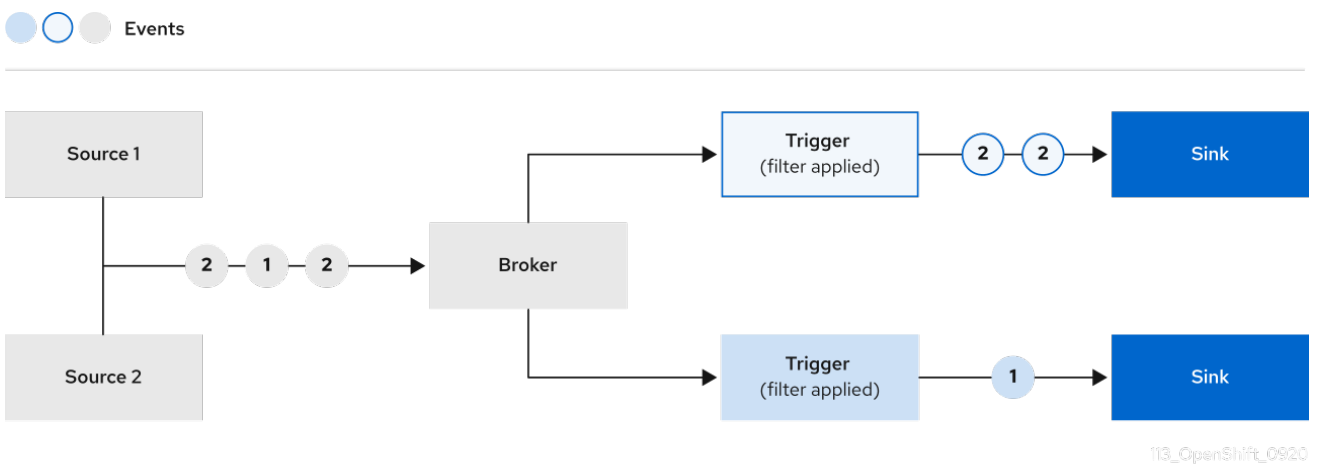 Events
Source 1
Trigger
(filter applied)
2
2
Sink
2
1
2
Broker
Source 2
Trigger
(filter applied)
1
Sink
113_OpenShift_0920